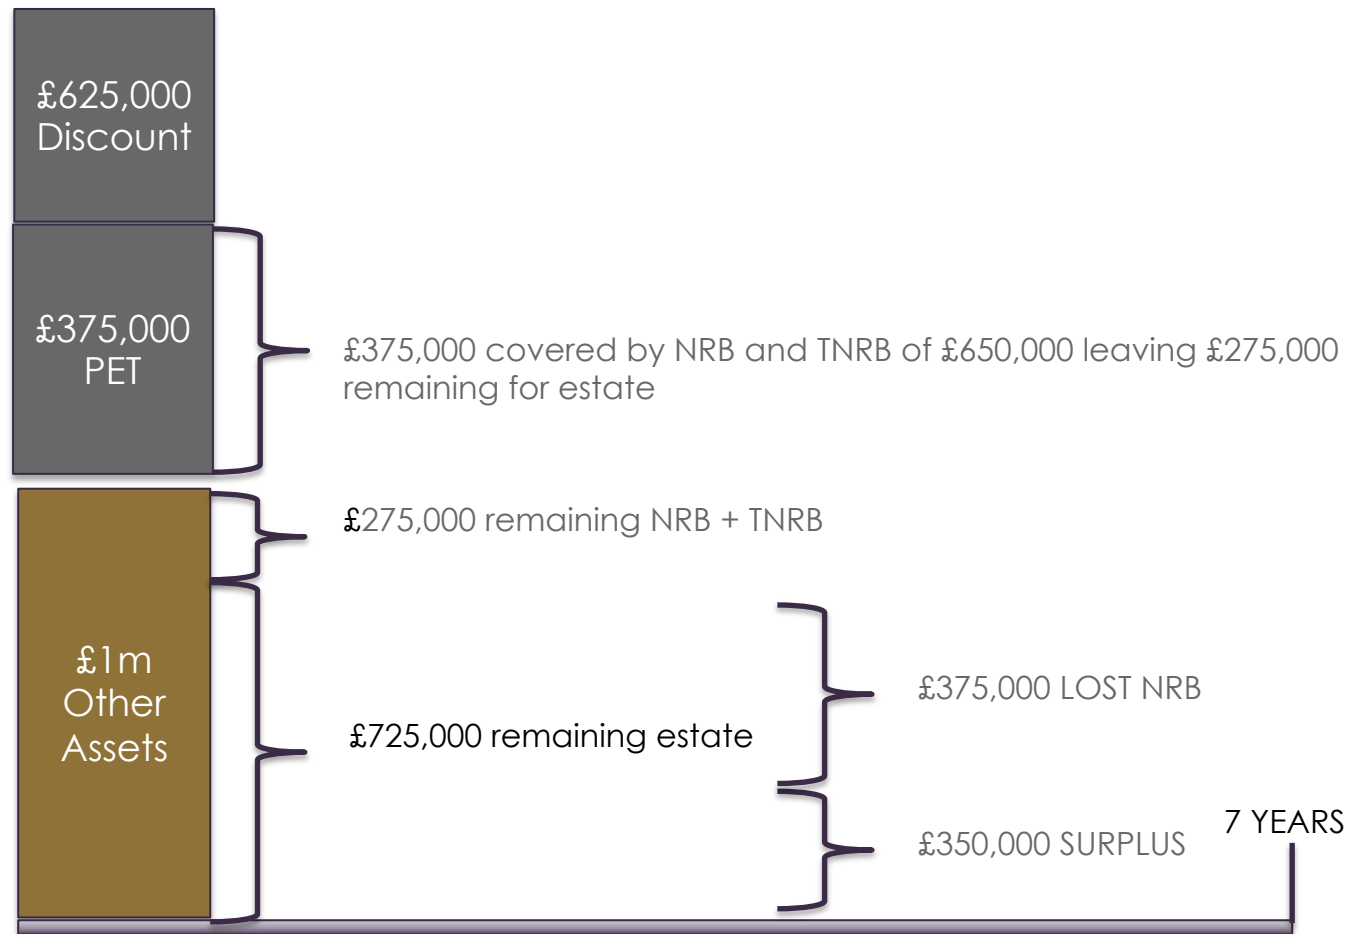 £625,000
Discount
£375,000
PET
£375,000 covered by NRB and TNRB of £650,000 leaving £275,000
remaining for estate
£275,000 remaining NRB + TNRB
£1m
Other
Assets
£725,000 remaining estate
£375,000 LOST NRB
£350,000 SURPLUS
7 YEARS